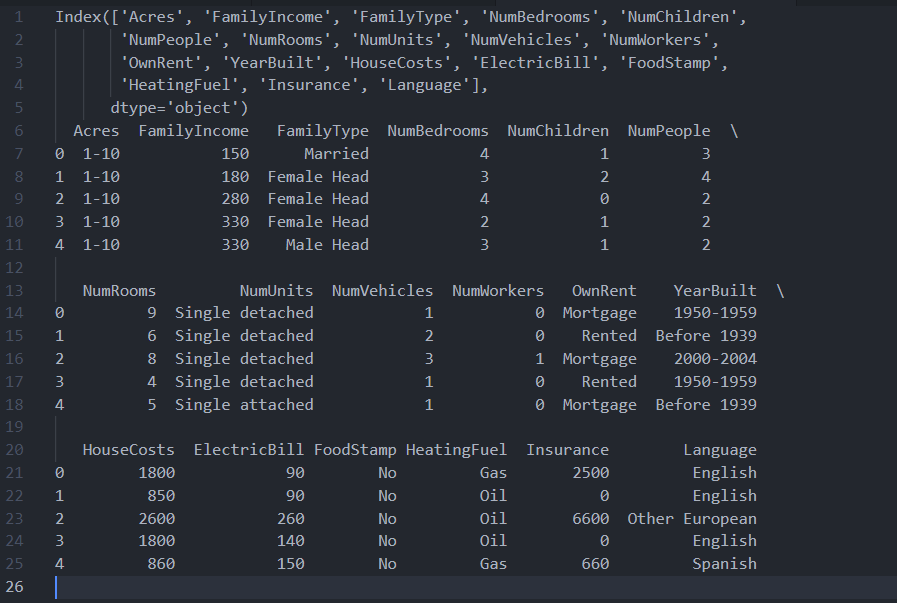 1 Index(['Acres', 'FamilyIncome', 'FamilyType', 'NumBedrooms', 'NumChildren',
2 'NumPeople', 'NumRooms', 'NumUnits', 'NumVehicles', 'NumWorkers',
3 'OwnRent', 'YearBuilt', 'HouseCosts', 'ElectricBill', 'FoodStamp',
4 'HeatingFuel', 'Insurance', 'Language'],
5 dtype='object')
6 Acres FamilyIncome FamilyType NumBedrooms NumChildren NumPeople \
7 0 1-10 150 Married 4 1 3
8 1 1-10 180 Female Head 3 2 4
9 2 1-10 280 Female Head 4 0 2
10 3 1-10 330 Female Head 2 1 2
11 4 1-10 330 Male Head 3 1 2
12
13 NumRooms NumUnits NumVehicles NumWorkers OwnRent YearBuilt \
14 0 9 Single detached 1 0 Mortgage 1950-1959
15 1 6 Single detached 2 0 Rented Before 1939
16 2 8 Single detached 3 1 Mortgage 2000-2004
17 3 4 Single detached 1 0 Rented 1950-1959
18 4 5 Single attached 1 0 Mortgage Before 1939
19
20 HouseCosts ElectricBill FoodStamp HeatingFuel Insurance Language
21 0 1800 90 No Gas 2500 English
22 1 850 90 No Oil 0 English
23 2 2600 260 No Oil 6600 Other European
24 3 1800 140 No Oil 0 English
25 4 860 150 No Gas 660 Spanish
26